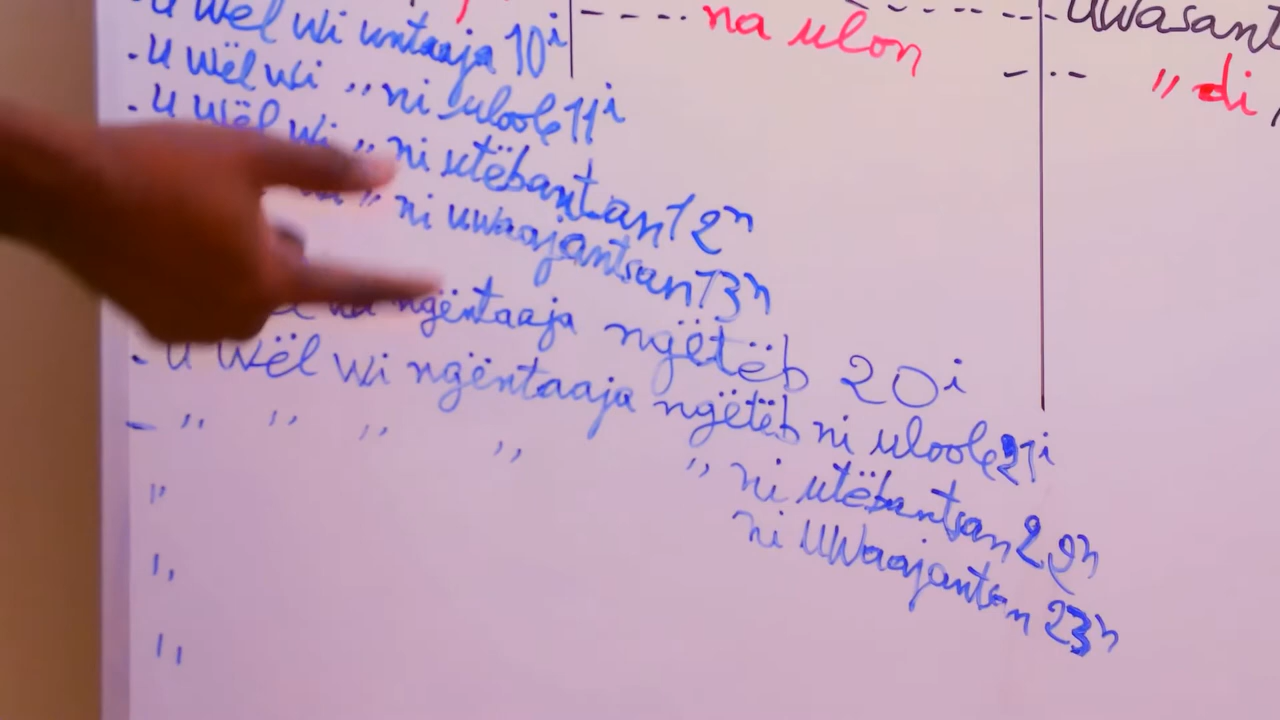 u wël wi untaaja 10ⁱ
- u wël wi " ni uloole 11ⁱ
- u wël wi " ni utëbantsan 12ⁿ
" ni uwaajantsan 13ⁿ
ngëntaaja ngëtëb 20ⁱ
- u wël wi ngëntaaja ngëtëb ni uloole 21ⁱ
- " " " " " ni utëbantsan 22ⁿ
" ni uwaajantsan 23ⁿ
"
"
---- na ulon
----- uwasant
-.-- " di